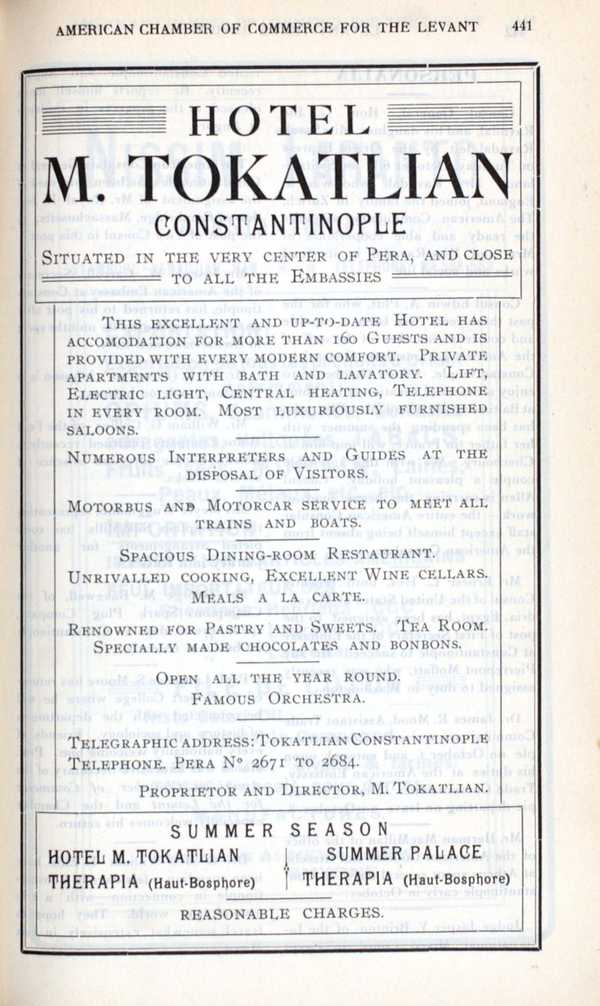 AMERICAN CHAMBER OF COMMERCE FOR THE LEVANT 441
HOTEL
M. TOKATLIAN
CONSTANTINOPLE
SITUATED IN THE VERY CENTER OF PERA, AND CLOSE
TO ALL THE EMBASSIES
THIS EXCELLENT AND UP-TO-DATE HOTEL HAS
ACCOMODATION FOR MORE THAN 160 GUESTS AND IS
PROVIDED WITH EVERY MODERN COMFORT. PRIVATE
APARTMENTS WITH BATH AND LAVATORY. LIFT,
ELECTRIC LIGHT, CENTRAL HEATING, TELEPHONE
IN EVERY ROOM. MOST LUXURIOUSLY FURNISHED
SALOONS.
NUMEROUS INTERPRETERS AND GUIDES AT THE
DISPOSAL OF VISITORS.
MOTORBUS AND MOTORCAR SERVICE TO MEET ALL
TRAINS AND BOATS.
SPACIOUS DINING-ROOM RESTAURANT.
UNRIVALLED COOKING, EXCELLENT WINE CELLARS.
MEALS A LA CARTE.
RENOWNED FOR PASTRY AND SWEETS. TEA ROOM.
SPECIALLY MADE CHOCOLATES AND BONBONS.
OPEN ALL THE YEAR ROUND.
FAMOUS ORCHESTRA.
TELEGRAPHIC ADDRESS: TOKATLIAN CONSTANTINOPLE
TELEPHONE. PERA Nº 2671 TO 2684.
PROPRIETOR AND DIRECTOR, M. TOKATLIAN.
SUMMER SEASON
HOTEL M. TOKATLIAN
THERAPIA (Haut-Bosphore)
SUMMER PALACE
THERAPIA (Haut-Bosphore)
REASONABLE CHARGES.